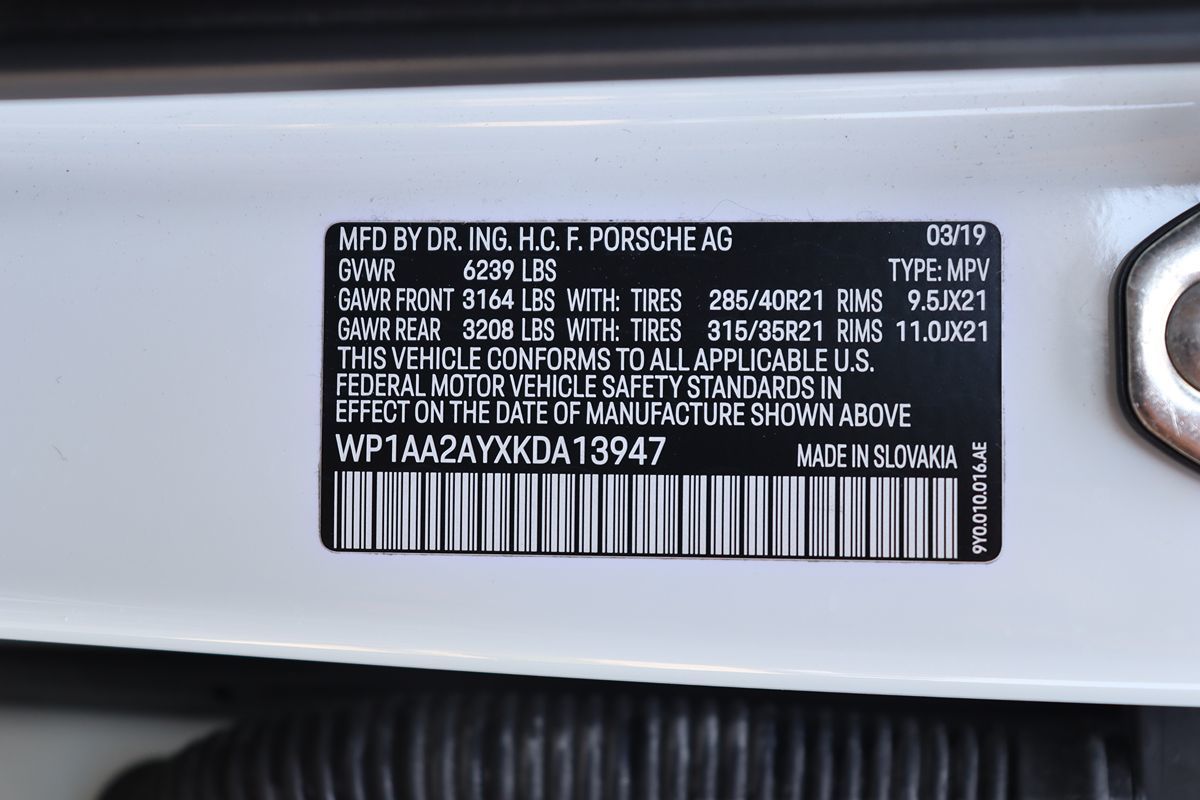 MFD BY DR. ING. H.C. F. PORSCHE AG 03/19
GVWR 6239 LBS TYPE: MPV
GAWR FRONT 3164 LBS WITH: TIRES 285/40R21 RIMS 9.5JX21
GAWR REAR 3208 LBS WITH: TIRES 315/35R21 RIMS 11.0JX21
THIS VEHICLE CONFORMS TO ALL APPLICABLE U.S.
FEDERAL MOTOR VEHICLE SAFETY STANDARDS IN
EFFECT ON THE DATE OF MANUFACTURE SHOWN ABOVE
WP1AA2AYXKDA13947 MADE IN SLOVAKIA
9Y0.010.016.AE